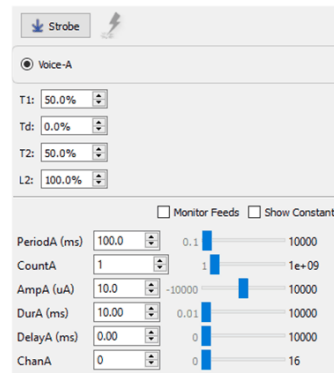 Strobe
Voice-A
T1: 50.0%
Td: 0.0%
T2: 50.0%
L2: 100.0%
Monitor Feeds Show Constant
PeriodA (ms) 100.0 0.1 10000
CountA 1 1 1e+09
AmpA (uA) 10.0 -10000 10000
DurA (ms) 10.00 0.01 10000
DelayA (ms) 0.00 0 10000
ChanA 0 0 16